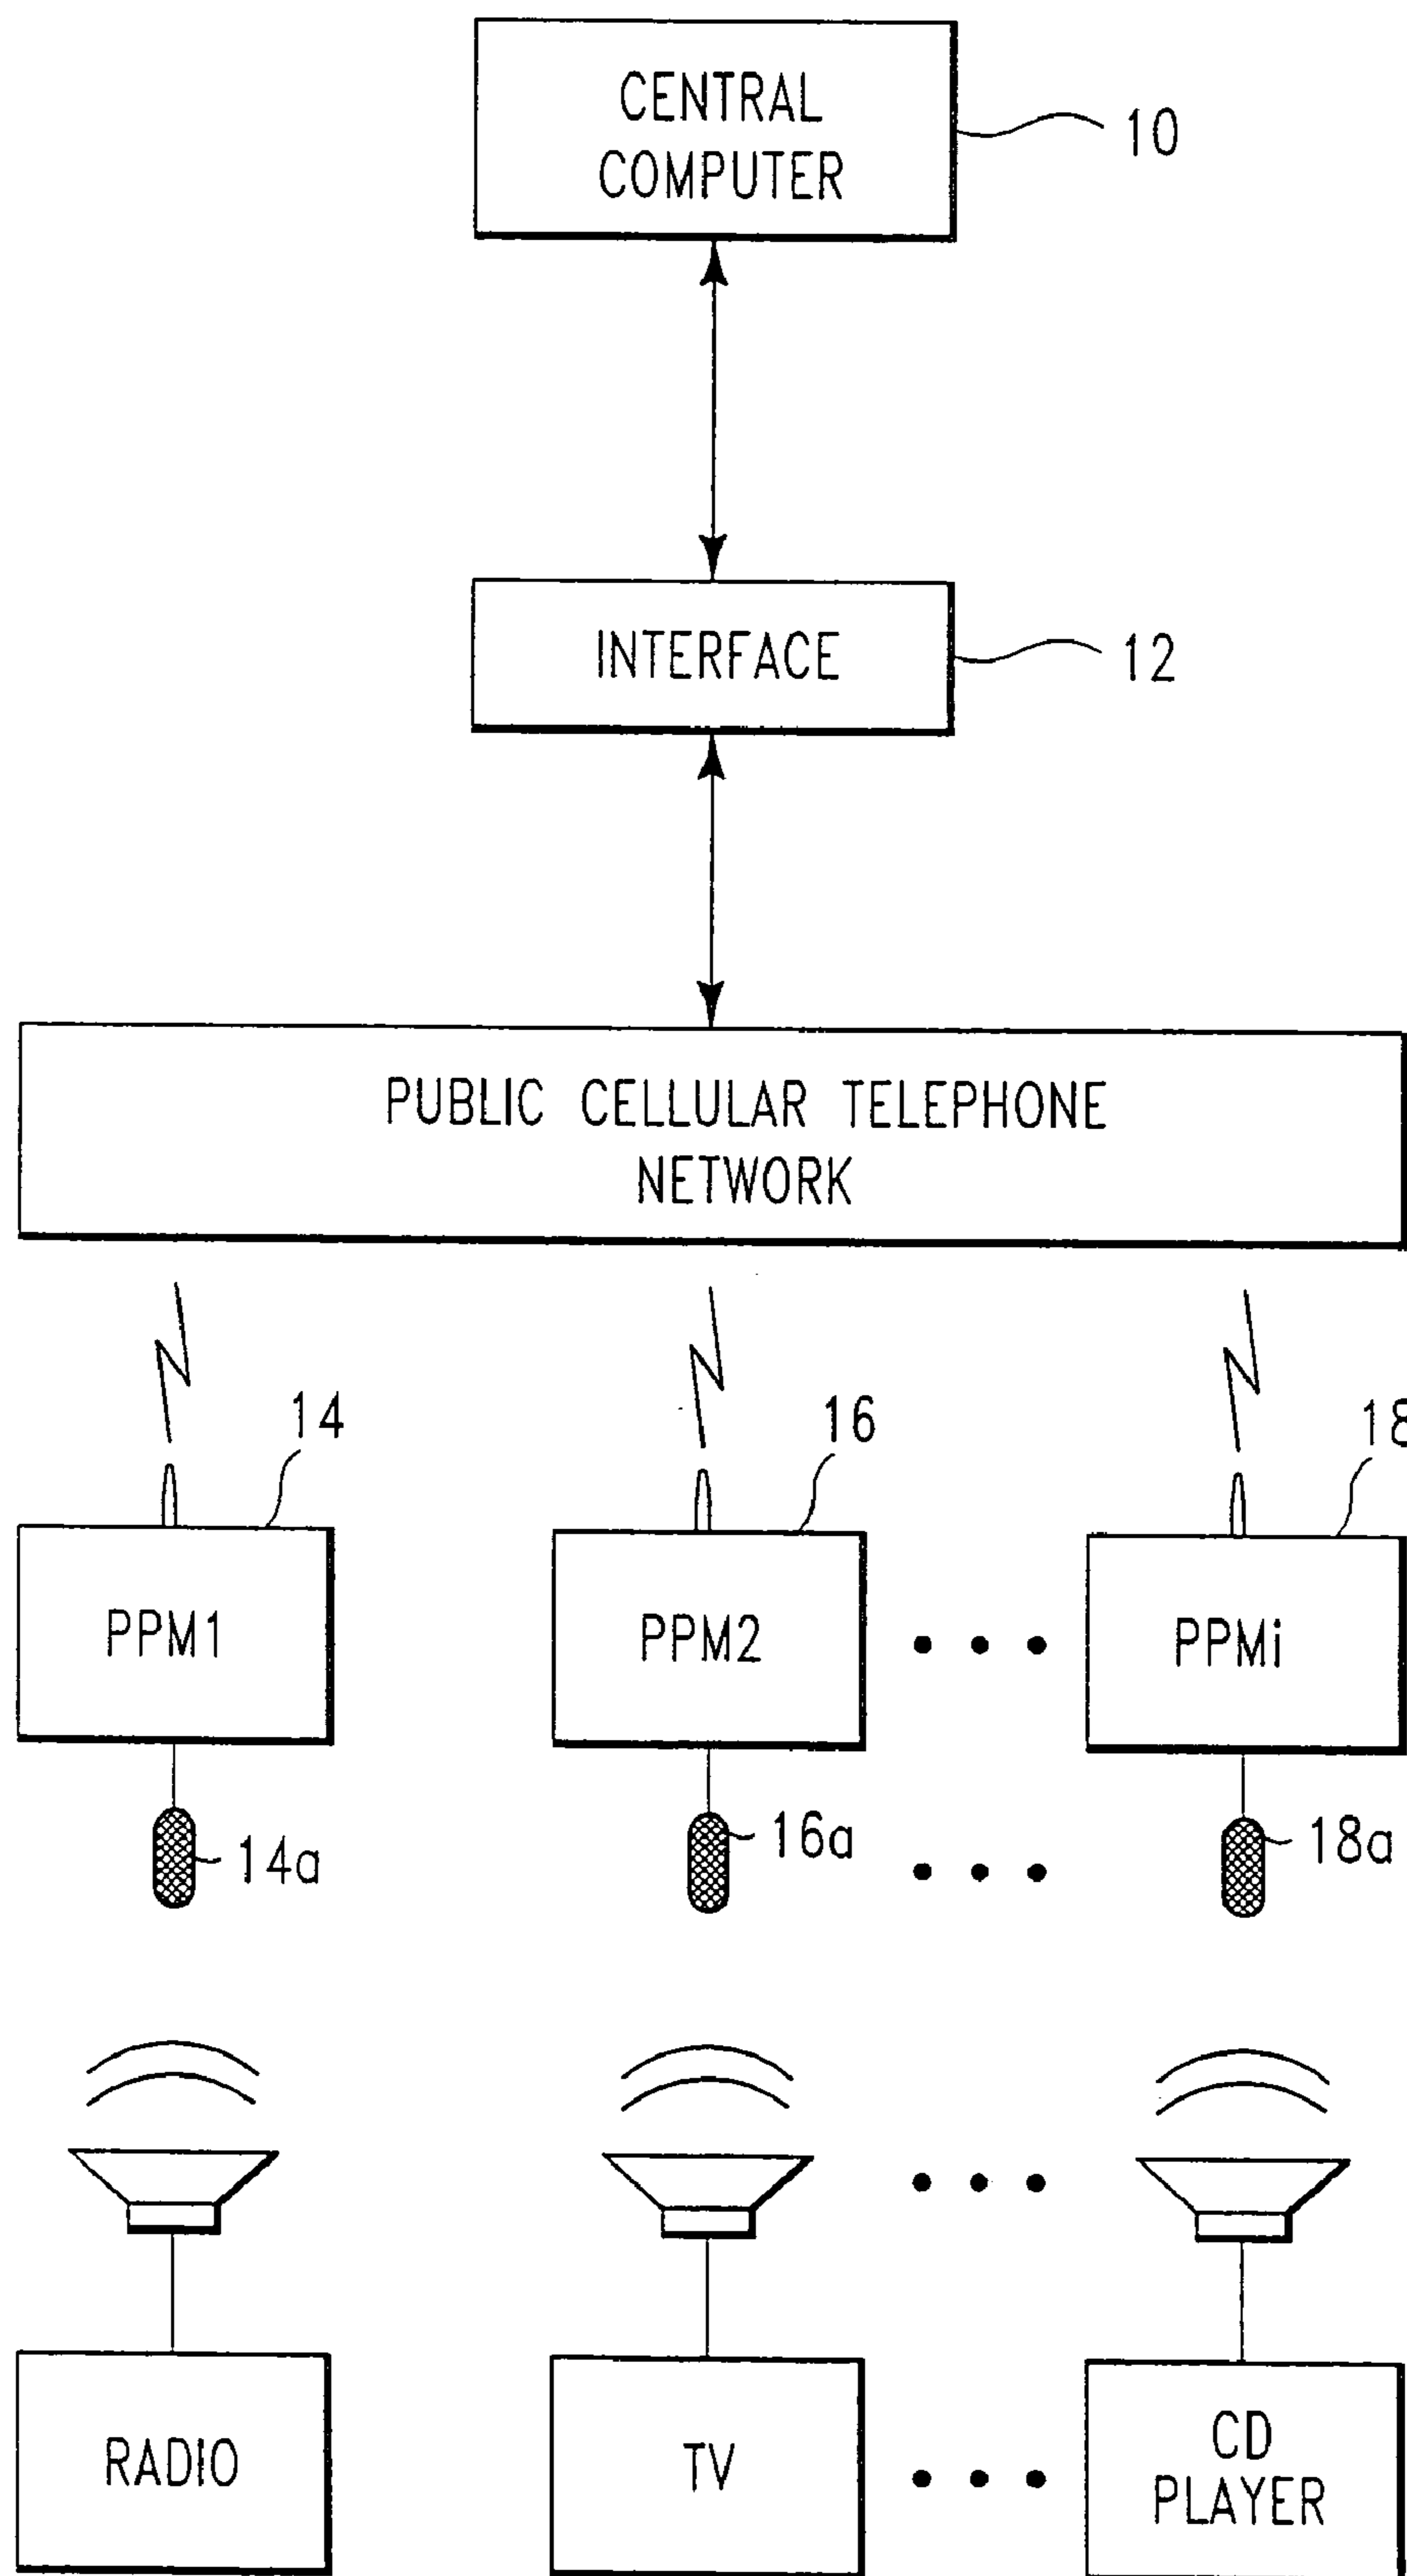 CENTRAL
COMPUTER
10
INTERFACE
12
PUBLIC CELLULAR TELEPHONE
NETWORK
14
16
18
PPM1
PPM2
PPMi
14a
16a
18a
RADIO
TV
CD
PLAYER